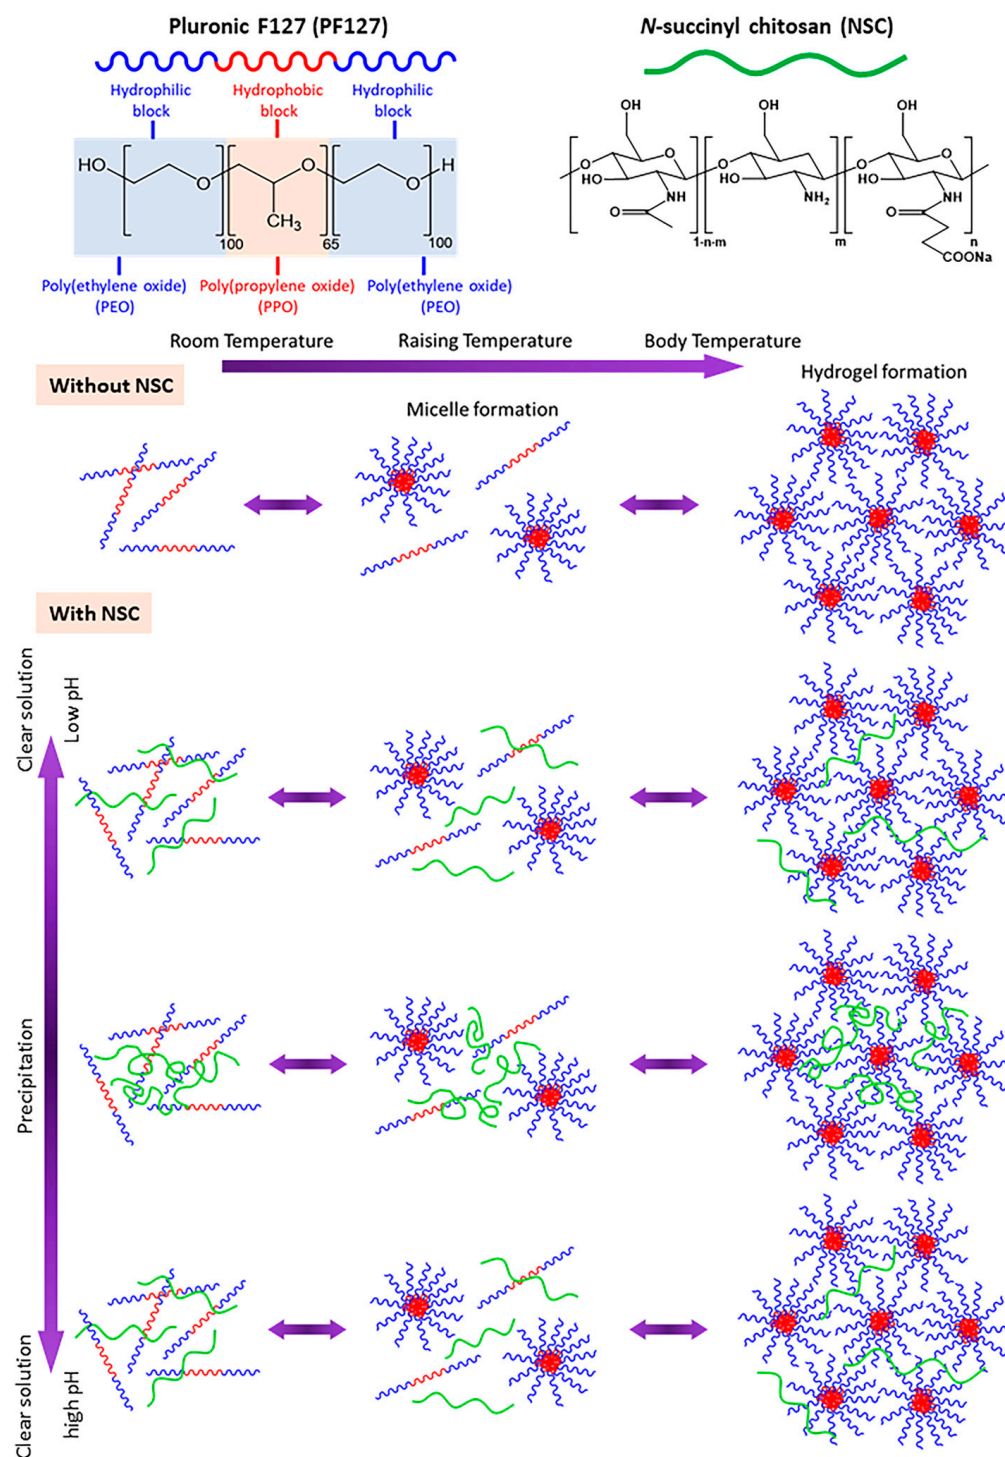 Pluronic F127 (PF127)
N-succinyl chitosan (NSC)
Hydrophilic
block
Hydrophobic
block
Hydrophilic
block
HO
O
O
CH3
O
H
100
65
100
Poly(ethylene oxide)
(PEO)
Poly(propylene oxide)
(PPO)
Poly(ethylene oxide)
(PEO)
OH
OH
OH
O
O
O
O
O
O
HO
HO
HO
NH
NH2
NH
O
O
1-n-m
m
n
COONa
Room Temperature
Raising Temperature
Body Temperature
Without NSC
Micelle formation
Hydrogel formation
With NSC
Clear solution
Low pH
Precipitation
Clear solution
high pH